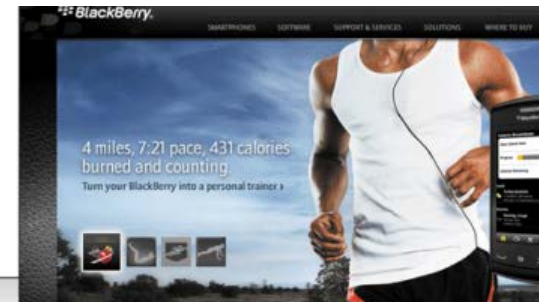 BlackBerry.
SMARTPHONES SOFTWARE SUPPORT & SERVICES SOLUTIONS WHERE TO BUY
4 miles, 7:21 pace, 431 calories
burned and counting.
Turn your BlackBerry into a personal trainer